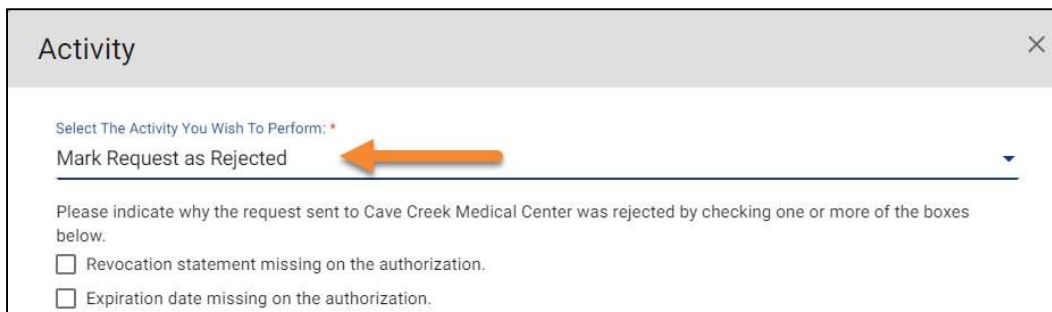 Activity
Select The Activity You Wish To Perform: *
Mark Request as Rejected
Please indicate why the request sent to Cave Creek Medical Center was rejected by checking one or more of the boxes
below.
Revocation statement missing on the authorization.
Expiration date missing on the authorization.